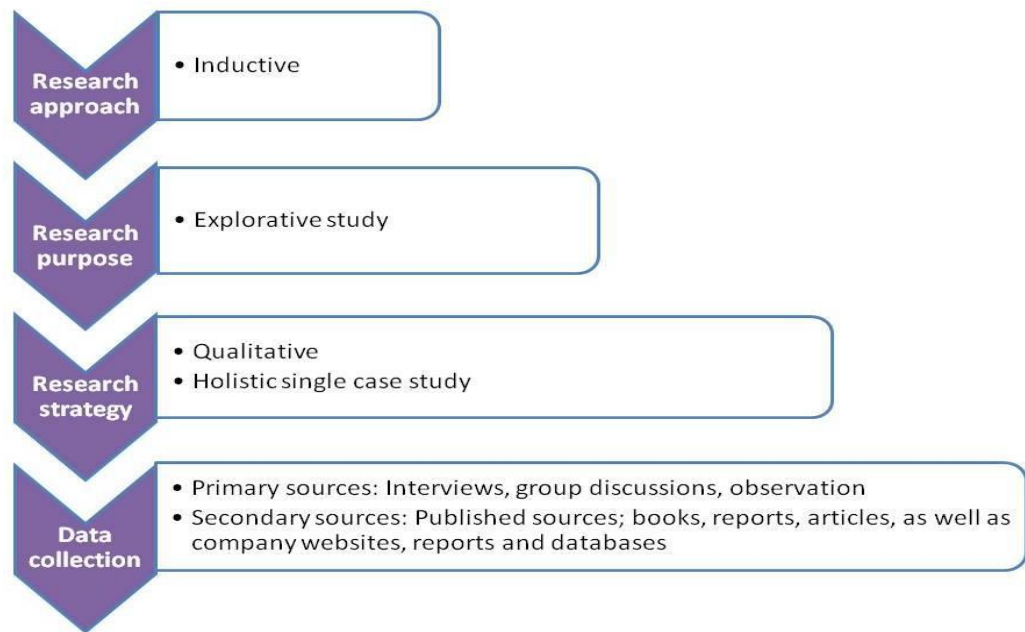 Research
approach
• Inductive
Research
purpose
• Explorative study
Research
strategy
• Qualitative
• Holistic single case study
Data
collection
• Primary sources: Interviews, group discussions, observation
• Secondary sources: Published sources; books, reports, articles, as well as
company websites, reports and databases